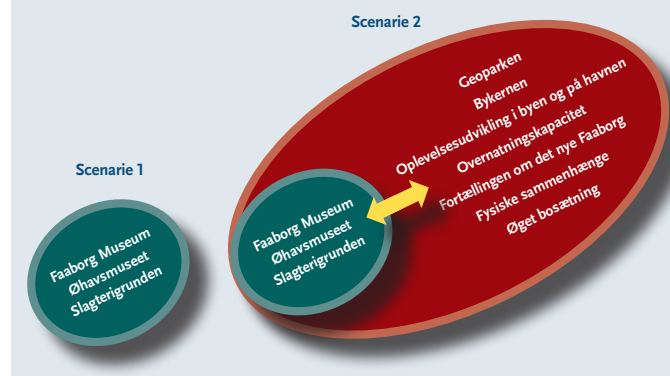 Scenarie 1
Faaborg Museum
Øhavsmuseet
Slagterigrunden
Scenarie 2
Faaborg Museum
Øhavsmuseet
Slagterigrunden
Geoparken
Bykernen
Oplevelsesudvikling i byen og på havnen
Overnatningskapacitet
Fortællingen om det nye Faaborg
Fysiske sammenhænge
Øget bosætning